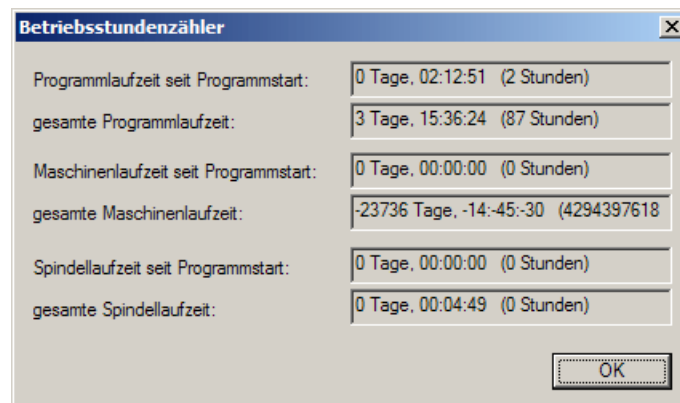 Betriebsstundenzähler
Programmlaufzeit seit Programmstart: 0 Tage, 02:12:51 (2 Stunden)
gesamte Programmlaufzeit: 3 Tage, 15:36:24 (87 Stunden)
Maschinenlaufzeit seit Programmstart: 0 Tage, 00:00:00 (0 Stunden)
gesamte Maschinenlaufzeit: -23736 Tage, -14:-45:-30 (4294397618
Spindellaufzeit seit Programmstart: 0 Tage, 00:00:00 (0 Stunden)
gesamte Spindellaufzeit: 0 Tage, 00:04:49 (0 Stunden)
OK